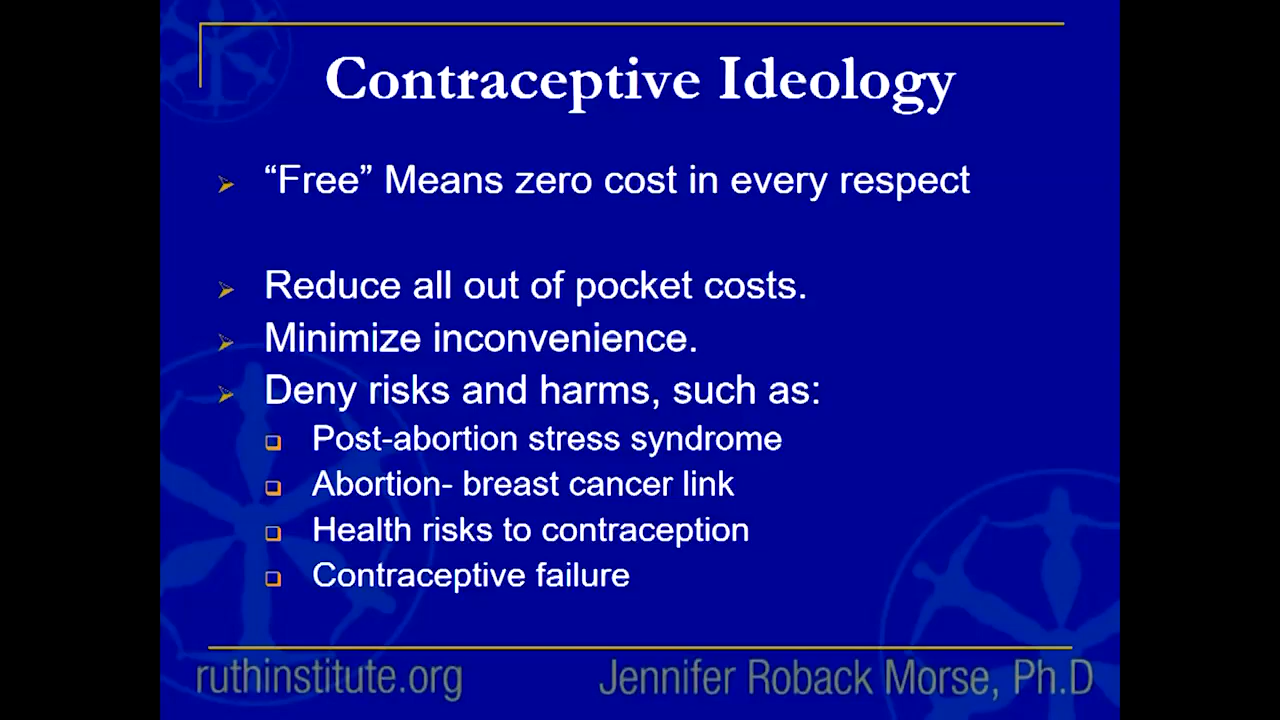 Contraceptive Ideology
“Free” Means zero cost in every respect
Reduce all out of pocket costs.
Minimize inconvenience.
Deny risks and harms, such as:
Post-abortion stress syndrome
Abortion- breast cancer link
Health risks to contraception
Contraceptive failure
ruthinstitute.org
Jennifer Roback Morse, Ph.D